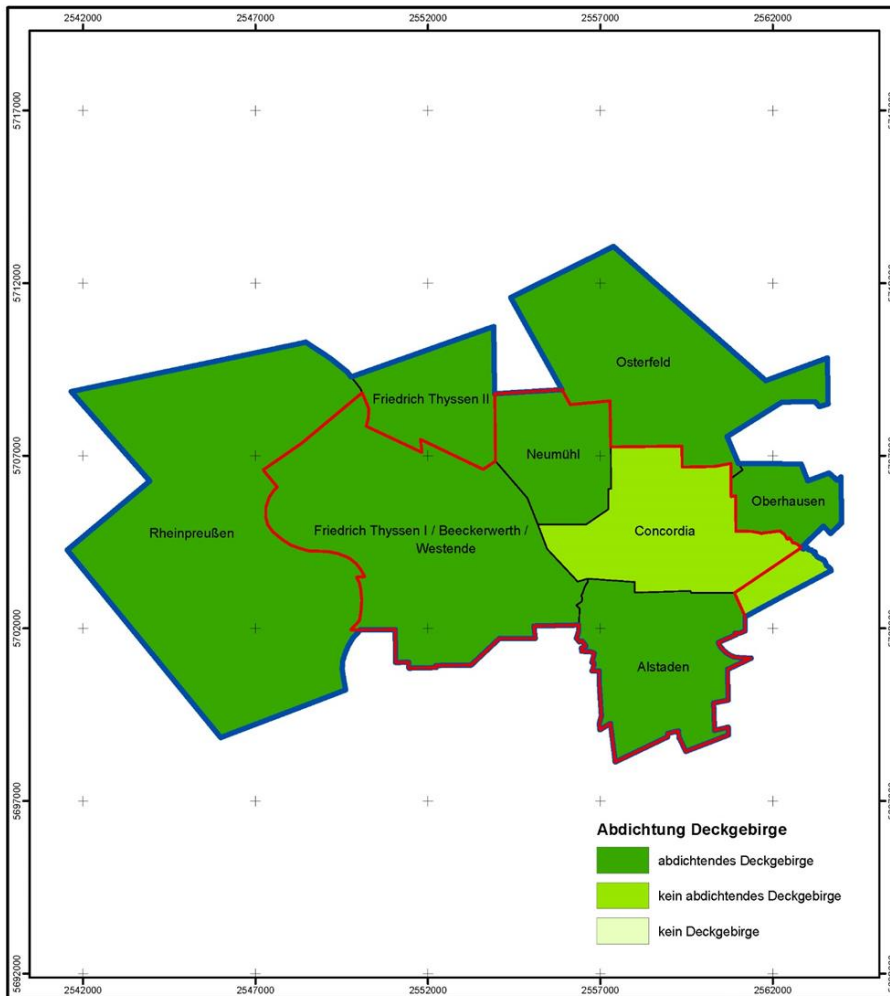 2542000 2547000 2552000 2557000 2562000
5717000
5712000
5707000
5702000
5697000
5692000
Osterfeld
Friedrich Thyssen II
Neumühl
Oberhausen
Rheinpreußen
Friedrich Thyssen I / Beeckerwerth /
Westende
Concordia
Alstaden
Abdichtung Deckgebirge
abdichtendes Deckgebirge
kein abdichtendes Deckgebirge
kein Deckgebirge
2542000 2547000 2552000 2557000 2562000